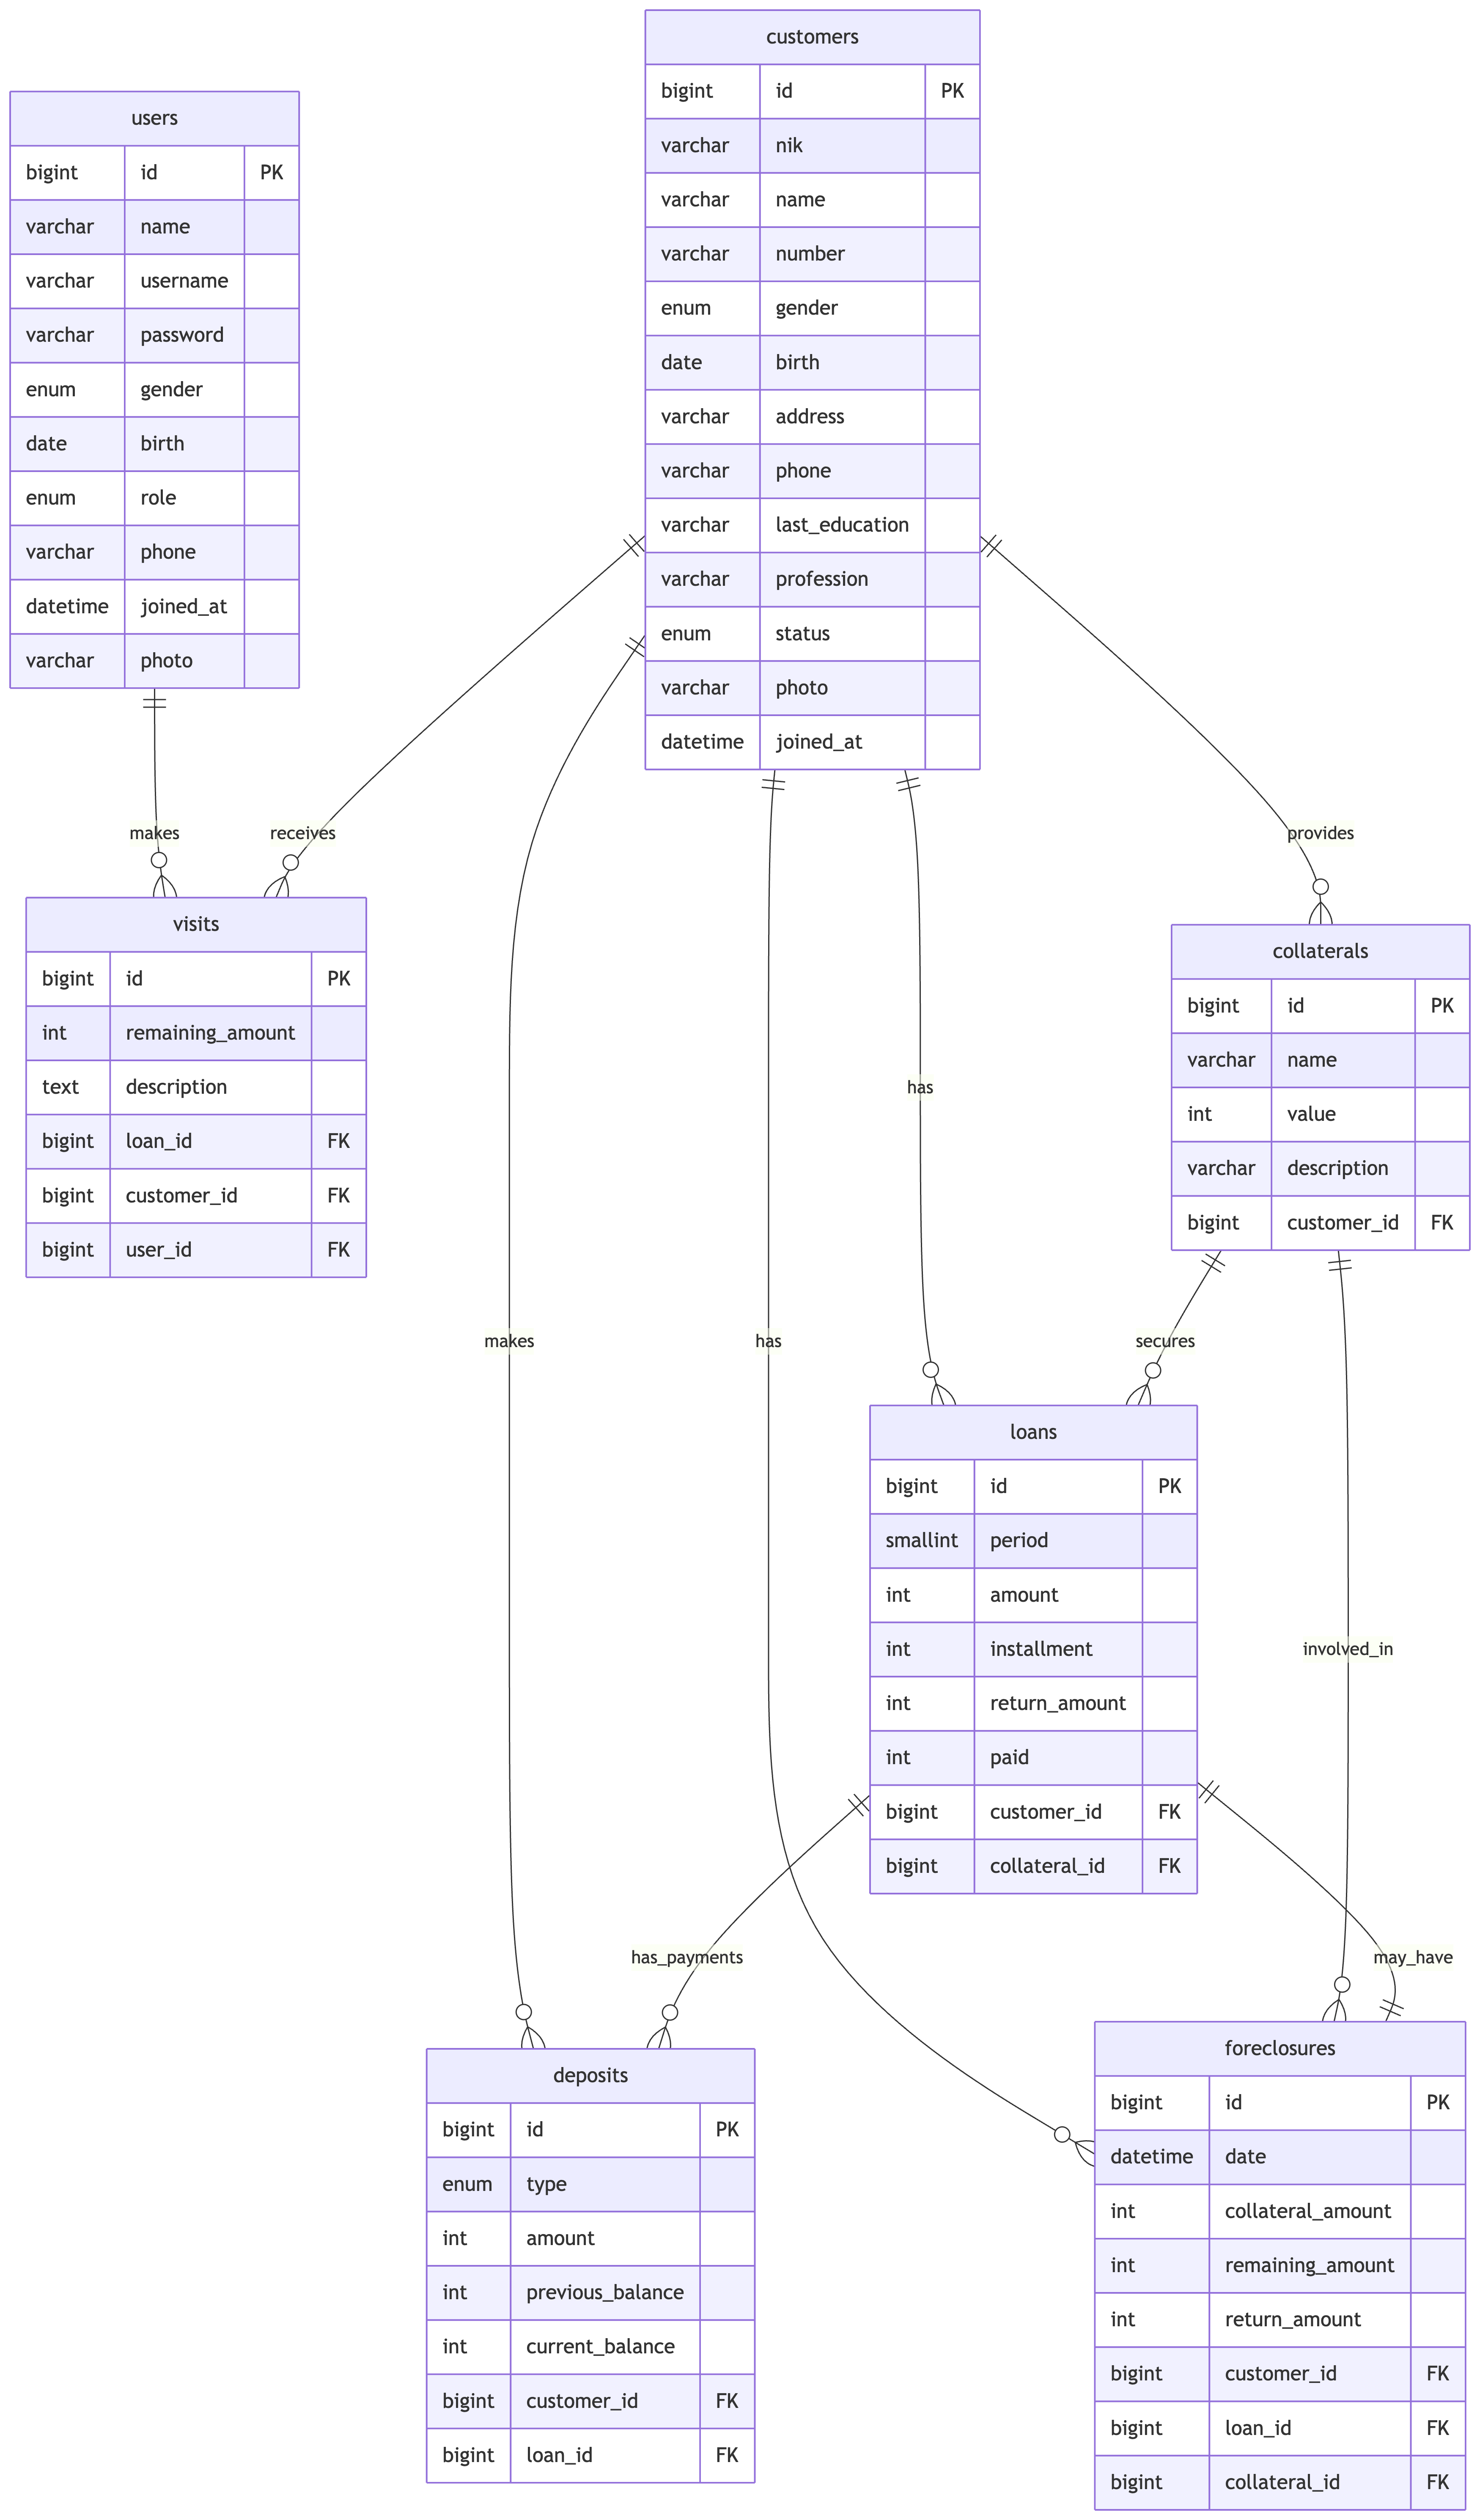 customers
bigint id PK
varchar nik
varchar name
varchar number
enum gender
date birth
varchar address
varchar phone
varchar last_education
varchar profession
enum status
varchar photo
datetime joined_at
users
bigint id PK
varchar name
varchar username
varchar password
enum gender
date birth
enum role
varchar phone
datetime joined_at
varchar photo
makes
receives
provides
visits
bigint id PK
int remaining_amount
text description
bigint loan_id FK
bigint customer_id FK
bigint user_id FK
collaterals
bigint id PK
varchar name
int value
varchar description
bigint customer_id FK
has
makes
has
secures
loans
bigint id PK
smallint period
int amount
int installment
int return_amount
int paid
bigint customer_id FK
bigint collateral_id FK
involved_in
has_payments
may_have
deposits
bigint id PK
enum type
int amount
int previous_balance
int current_balance
bigint customer_id FK
bigint loan_id FK
foreclosures
bigint id PK
datetime date
int collateral_amount
int remaining_amount
int return_amount
bigint customer_id FK
bigint loan_id FK
bigint collateral_id FK